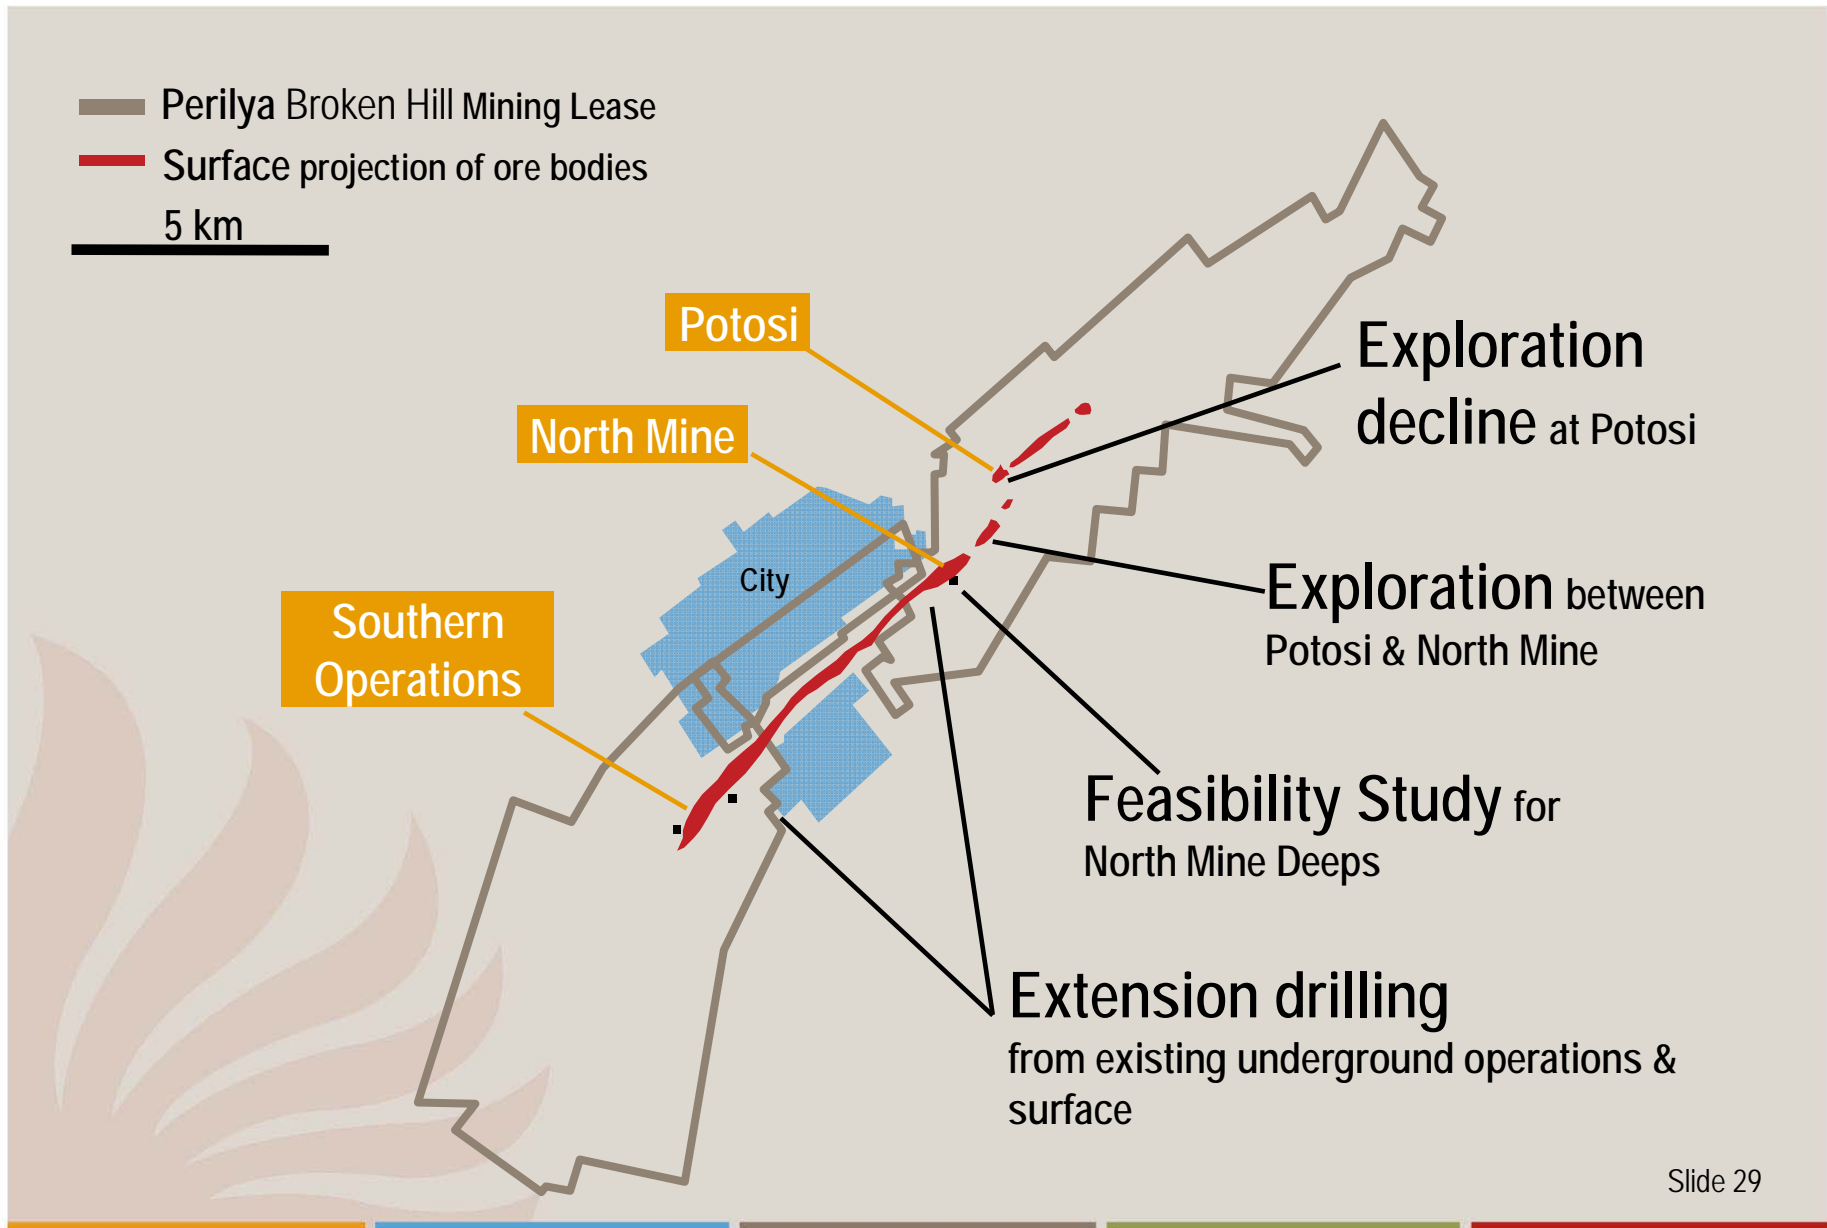 Perilya Broken Hill Mining Lease
Surface projection of ore bodies
5 km
Potosi
North Mine
City
Southern
Operations
Exploration
decline at Potosi
Exploration between
Potosi & North Mine
Feasibility Study for
North Mine Deeps
Extension drilling
from existing underground operations &
surface
Slide 29